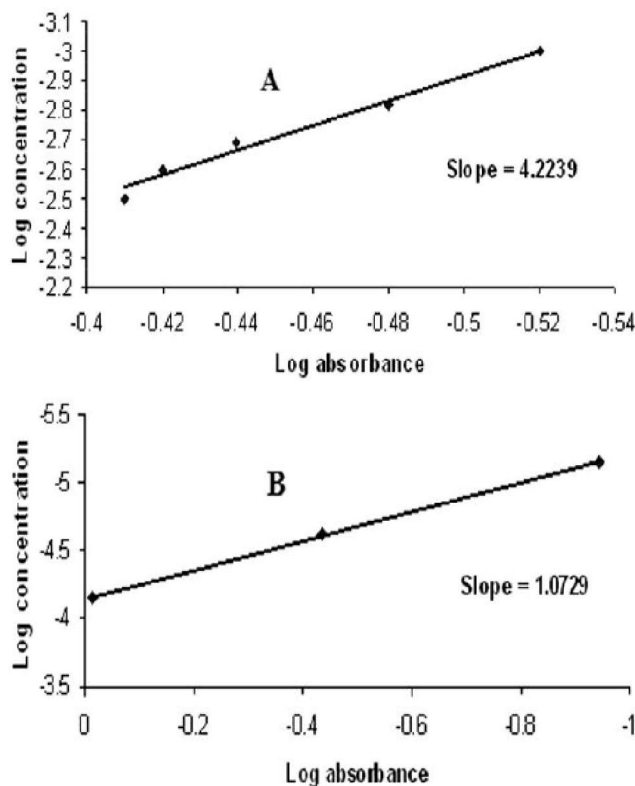 -3.1
-3
-2.9
-2.8
-2.7
-2.6
-2.5
-2.4
-2.3
-2.2
Log concentration
A
Slope = 4.2239
-0.4 -0.42 -0.44 -0.46 -0.48 -0.5 -0.52 -0.54
Log absorbance
-5.5
-5
-4.5
-4
-3.5
Log concentration
B
Slope = 1.0729
0 -0.2 -0.4 -0.6 -0.8 -1
Log absorbance